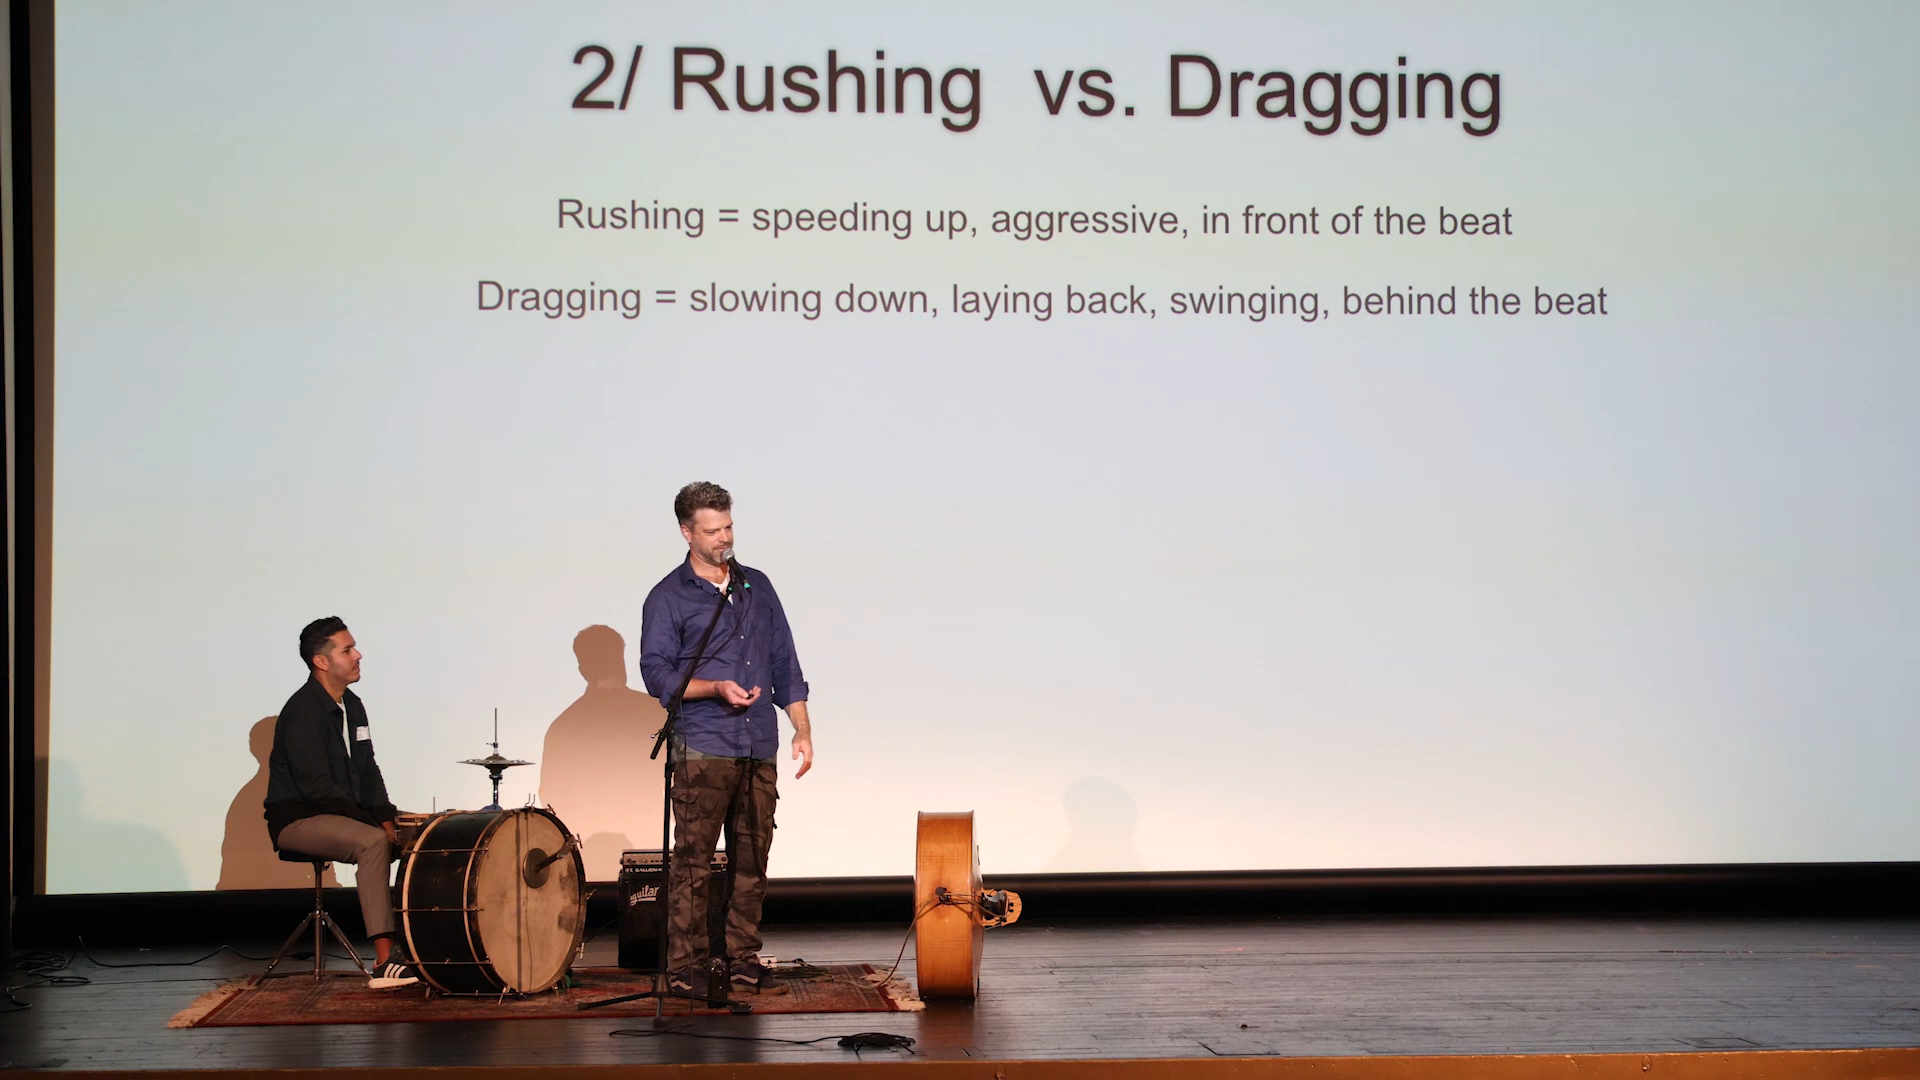 2/ Rushing vs. Dragging
Rushing = speeding up, aggressive, in front of the beat
Dragging = slowing down, laying back, swinging, behind the beat